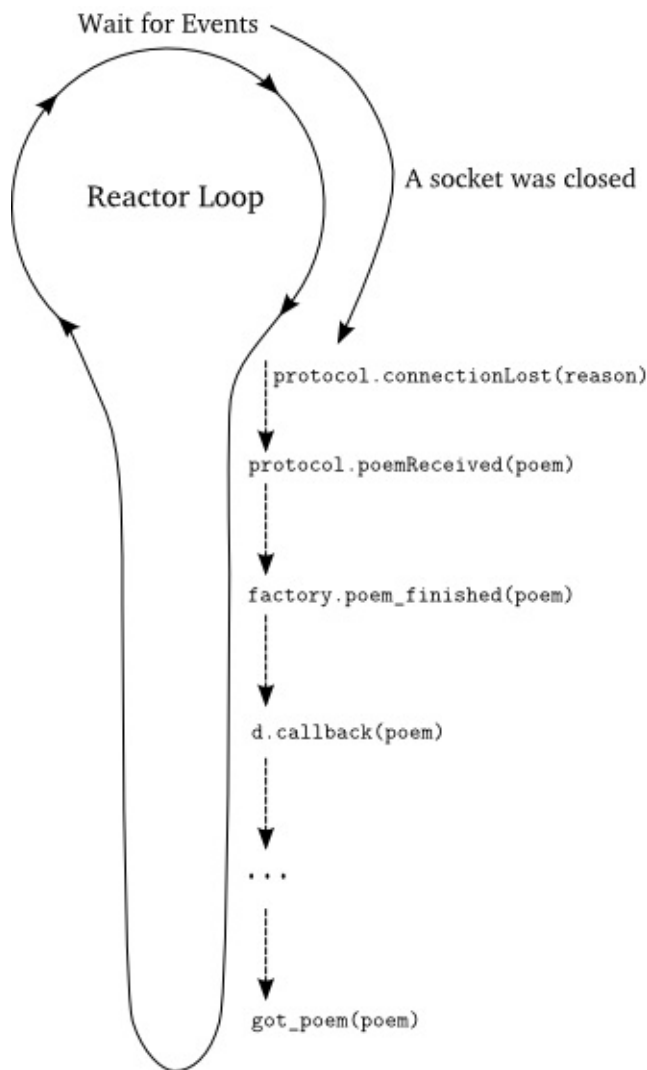 Wait for Events
A socket was closed
Reactor Loop
protocol.connectionLost(reason)
protocol.poemReceived(poem)
factory.poem_finished(poem)
d.callback(poem)
...
got_poem(poem)